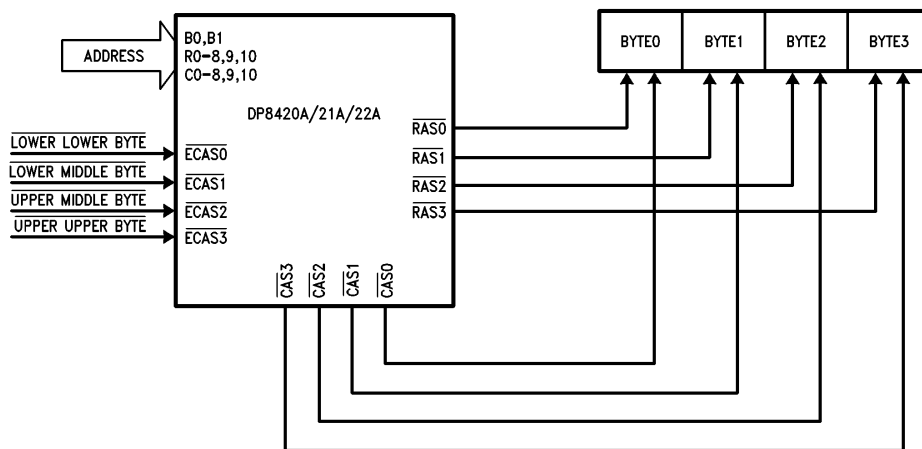 ADDRESS
B0,B1
R0-8,9,10
C0-8,9,10
DP8420A/21A/22A
LOWER LOWER BYTE
LOWER MIDDLE BYTE
UPPER MIDDLE BYTE
UPPER UPPER BYTE
ECAS0
ECAS1
ECAS2
ECAS3
RAS0
RAS1
RAS2
RAS3
CAS3
CAS2
CAS1
CAS0
BYTE0
BYTE1
BYTE2
BYTE3